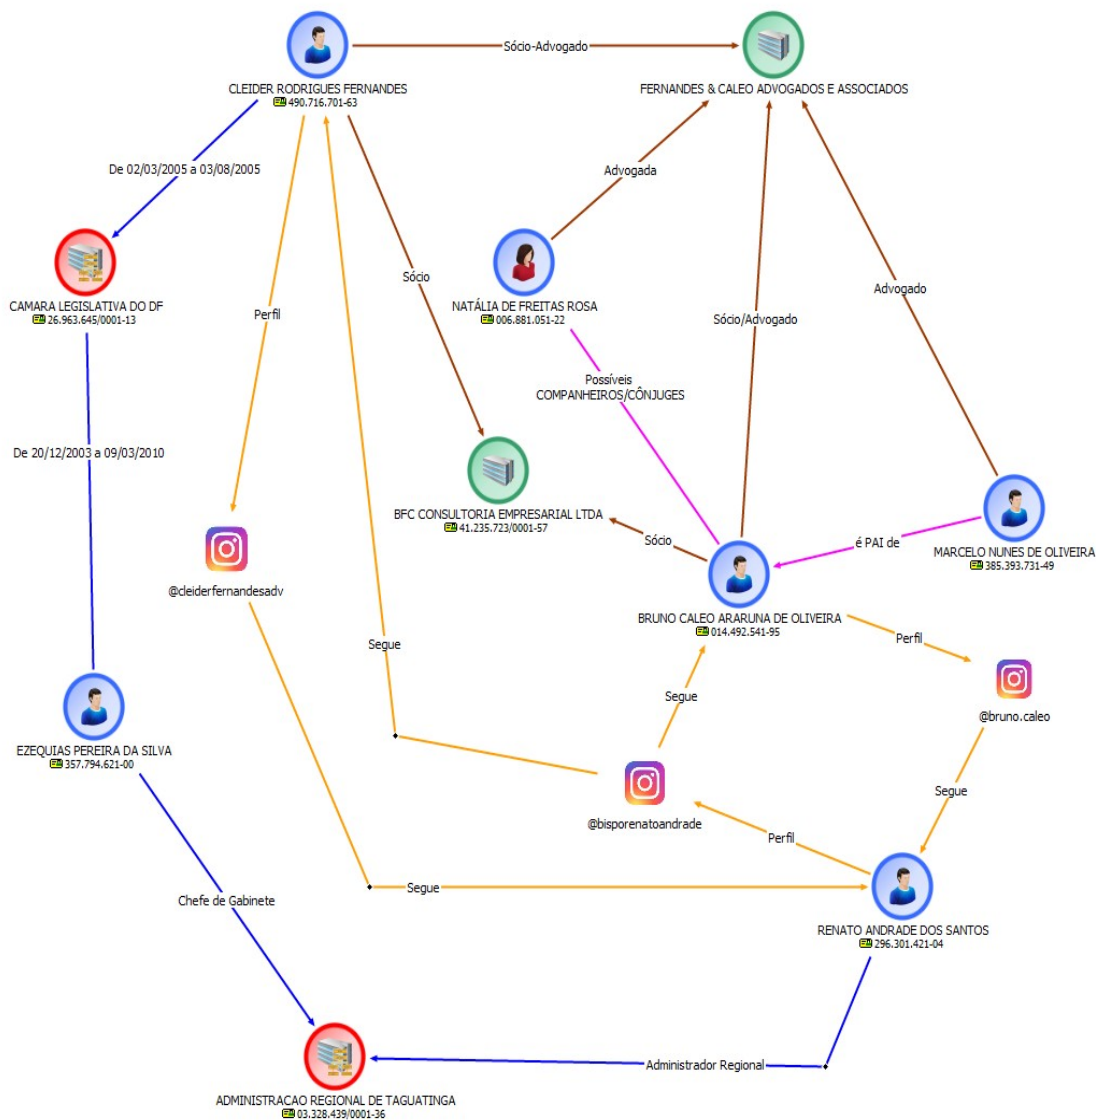 Sócio-Advogado
CLEIDER RODRIGUES FERNANDES
490.716.701-63
FERNANDES & CALEO ADVOGADOS E ASSOCIADOS
De 02/03/2005 a 03/08/2005
Advogada
CAMARA LEGISLATIVA DO DF
26.963.645/0001-13
Perfil
Sócio
NATÁLIA DE FREITAS ROSA
006.881.051-22
Sócio/Advogado
Advogado
Possíveis
COMPANHEIROS/CÔNJUGES
De 20/12/2003 a 09/03/2010
BFC CONSULTORIA EMPRESARIAL LTDA
41.235.723/0001-57
Sócio
é PAI de
MARCELO NUNES DE OLIVEIRA
385.393.731-49
@cleiderfernandesadv
BRUNO CALEO ARARUNA DE OLIVEIRA
014.492.541-95
Perfil
Segue
Segue
@bruno.caleo
EZEQUIAS PEREIRA DA SILVA
357.794.621-00
@bisporenatoandrade
Segue
Perfil
Chefe de Gabinete
Segue
RENATO ANDRADE DOS SANTOS
296.301.421-04
Administrador Regional
ADMINISTRACAO REGIONAL DE TAGUATINGA
03.328.439/0001-36